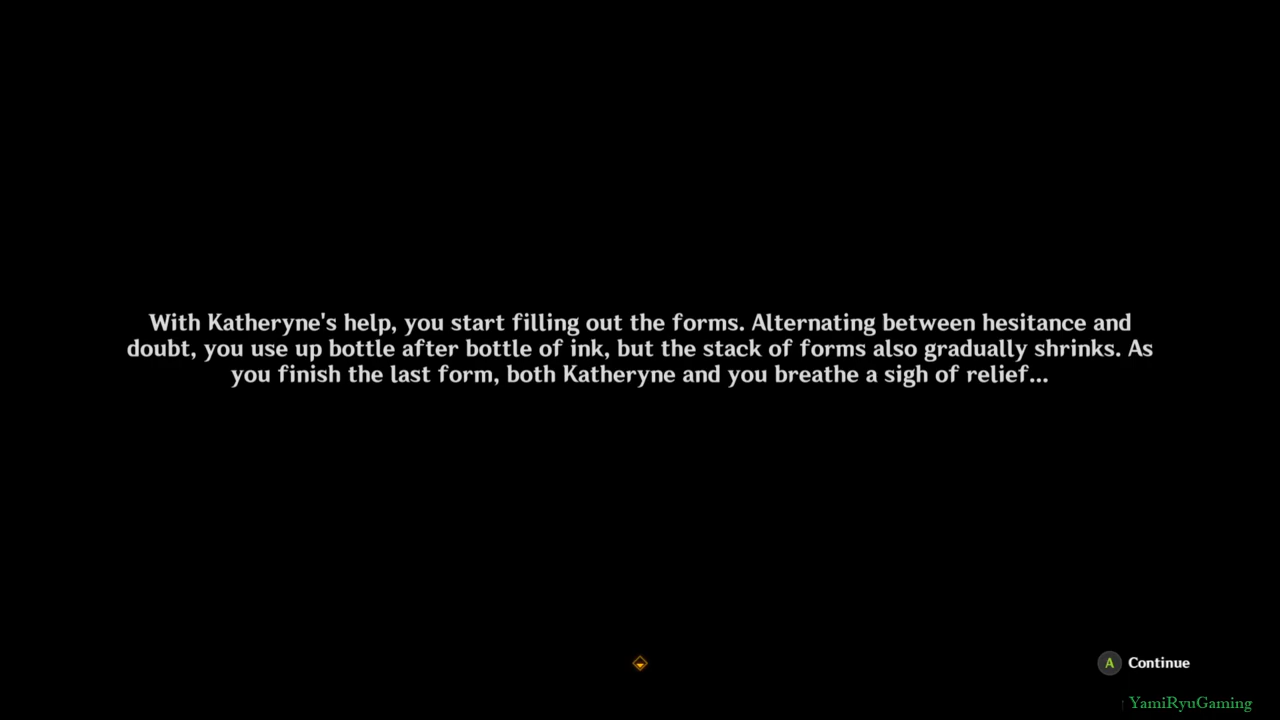 With Katheryne's help, you start filling out the forms. Alternating between hesitance and
doubt, you use up bottle after bottle of ink, but the stack of forms also gradually shrinks. As
you finish the last form, both Katheryne and you breathe a sigh of relief...
A Continue
YamiRyuGaming